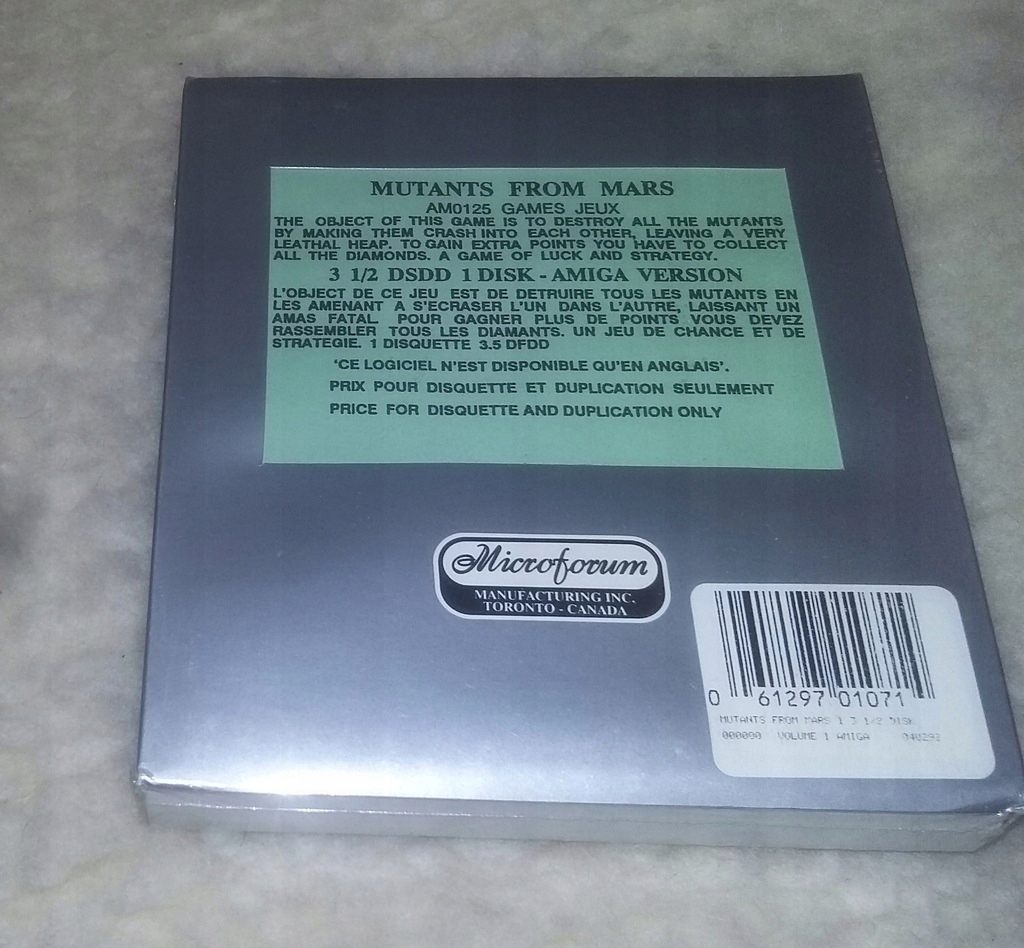 MUTANTS FROM MARS
AM0125 GAMES JEUX
THE OBJECT OF THIS GAME IS TO DESTROY ALL THE MUTANTS
BY MAKING THEM CRASH INTO EACH OTHER, LEAVING A VERY
LEATHAL HEAP. TO GAIN EXTRA POINTS YOU HAVE TO COLLECT
ALL THE DIAMONDS. A GAME OF LUCK AND STRATEGY.
3 1/2 DSDD 1 DISK - AMIGA VERSION
L'OBJECT DE CE JEU EST DE DETRUIRE TOUS LES MUTANTS EN
LES AMENANT A S'ECRASER L'UN DANS L'AUTRE, LAISSANT UN
AMAS FATAL. POUR GAGNER PLUS DE POINTS VOUS DEVEZ
RASSEMBLER TOUS LES DIAMANTS. UN JEU DE CHANCE ET DE
STRATEGIE. 1 DISQUETTE 3.5 DFDD
'CE LOGICIEL N'EST DISPONIBLE QU'EN ANGLAIS'.
PRIX POUR DISQUETTE ET DUPLICATION SEULEMENT
PRICE FOR DISQUETTE AND DUPLICATION ONLY
Microforum
MANUFACTURING INC.
TORONTO - CANADA
0 61297 01071
MUTANTS FROM MARS 1 3 1/2 DISK
000000 VOLUME 1 AMIGA 040293